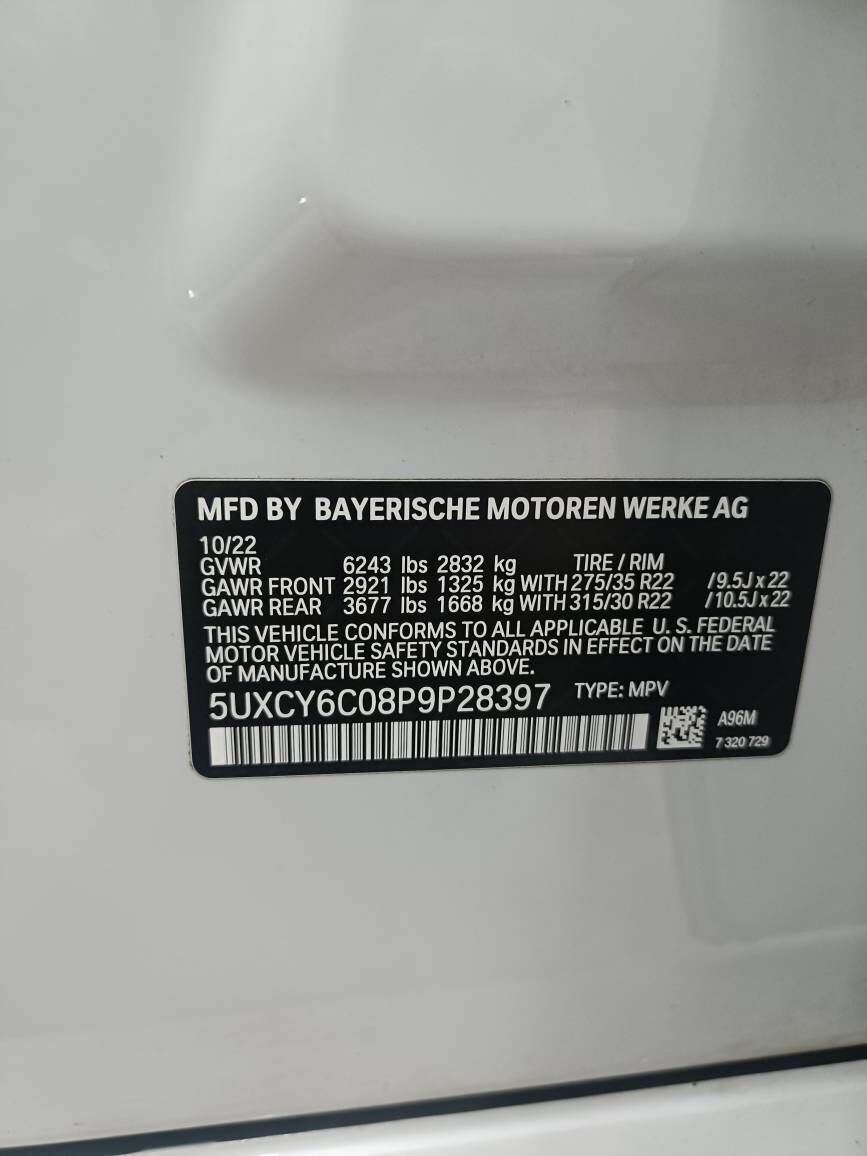 MFD BY BAYERISCHE MOTOREN WERKE AG
10/22
GVWR 6243 lbs 2832 kg TIRE / RIM
GAWR FRONT 2921 lbs 1325 kg WITH 275/35 R22 /9.5J x 22
GAWR REAR 3677 lbs 1668 kg WITH 315/30 R22 /10.5J x 22
THIS VEHICLE CONFORMS TO ALL APPLICABLE U. S. FEDERAL
MOTOR VEHICLE SAFETY STANDARDS IN EFFECT ON THE DATE
OF MANUFACTURE SHOWN ABOVE.
5UXCY6C08P9P28397 TYPE: MPV
A96M
7 320 729